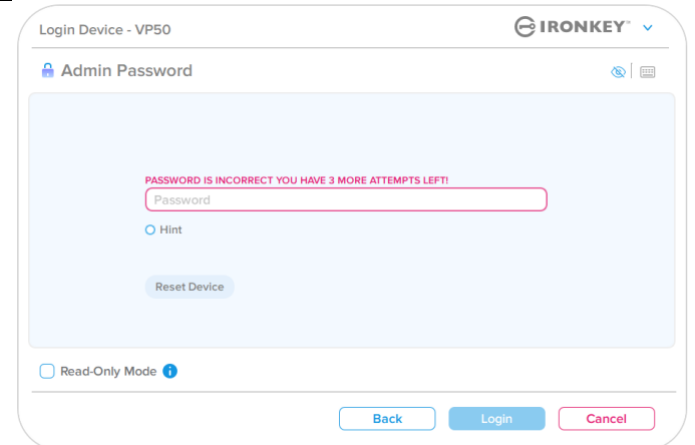 Login Device - VP50
IRONKEY
Admin Password
PASSWORD IS INCORRECT YOU HAVE 3 MORE ATTEMPTS LEFT!
Password
Hint
Reset Device
Read-Only Mode
Back Login Cancel